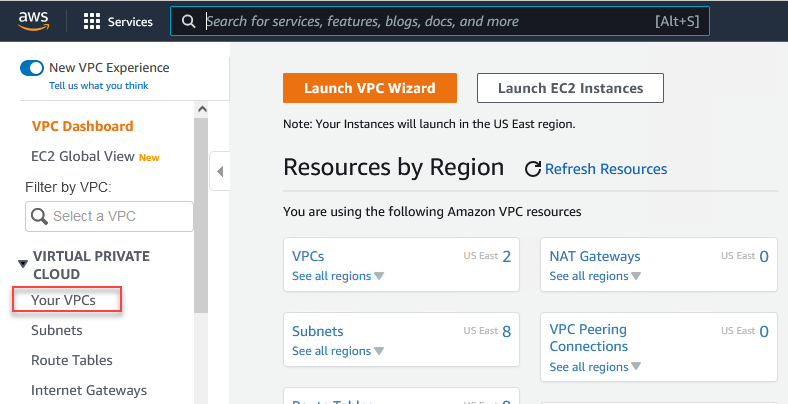 aws
Services
Search for services, features, blogs, docs, and more
[Alt+S]
New VPC Experience
Tell us what you think
VPC Dashboard
EC2 Global View New
Filter by VPC:
Select a VPC
VIRTUAL PRIVATE
CLOUD
Your VPCs
Subnets
Route Tables
Internet Gateways
Launch VPC Wizard
Launch EC2 Instances
Note: Your Instances will launch in the US East region.
Resources by Region
Refresh Resources
You are using the following Amazon VPC resources
VPCs
US East 2
See all regions
NAT Gateways
US East 0
See all regions
Subnets
US East 8
See all regions
VPC Peering
Connections
US East 0
See all regions